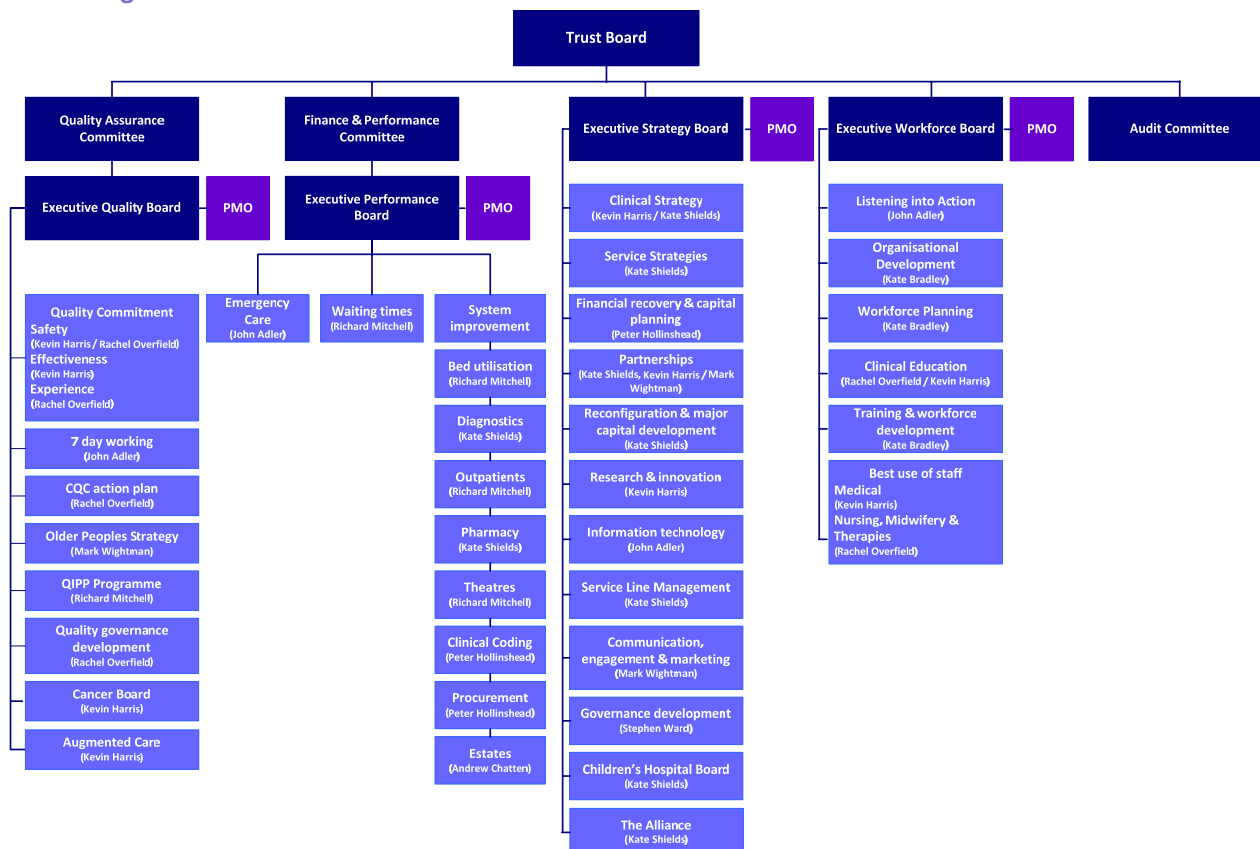 Trust Board
Quality Assurance
Committee
Finance & Performance
Committee
Executive Strategy Board
PMO
Executive Workforce Board
PMO
Audit Committee
Executive Quality Board
PMO
Executive Performance
Board
PMO
Quality Commitment
Safety
(Kevin Harris / Rachel Overfield)
Effectiveness
(Kevin Harris)
Experience
(Rachel Overfield)
7 day working
(John Adler)
CQC action plan
(Rachel Overfield)
Older Peoples Strategy
(Mark Wightman)
QIPP Programme
(Richard Mitchell)
Quality governance
development
(Rachel Overfield)
Cancer Board
(Kevin Harris)
Augmented Care
(Kevin Harris)
Emergency
Care
(John Adler)
Waiting times
(Richard Mitchell)
System
improvement
Bed utilisation
(Richard Mitchell)
Diagnostics
(Kate Shields)
Outpatients
(Richard Mitchell)
Pharmacy
(Kate Shields)
Theatres
(Richard Mitchell)
Clinical Coding
(Peter Hollinshead)
Procurement
(Peter Hollinshead)
Estates
(Andrew Chatten)
Clinical Strategy
(Kevin Harris / Kate Shields)
Service Strategies
(Kate Shields)
Financial recovery & capital
planning
(Peter Hollinshead)
Partnerships
(Kate Shields, Kevin Harris / Mark
Wightman)
Reconfiguration & major
capital development
(Kate Shields)
Research & innovation
(Kevin Harris)
Information technology
(John Adler)
Service Line Management
(Kate Shields)
Communication,
engagement & marketing
(Mark Wightman)
Governance development
(Stephen Ward)
Children’s Hospital Board
(Kate Shields)
The Alliance
(Kate Shields)
Listening into Action
(John Adler)
Organisational
Development
(Kate Bradley)
Workforce Planning
(Kate Bradley)
Clinical Education
(Rachel Overfield / Kevin Harris)
Training & workforce
development
(Kate Bradley)
Best use of staff
Medical
(Kevin Harris)
Nursing, Midwifery &
Therapies
(Rachel Overfield)